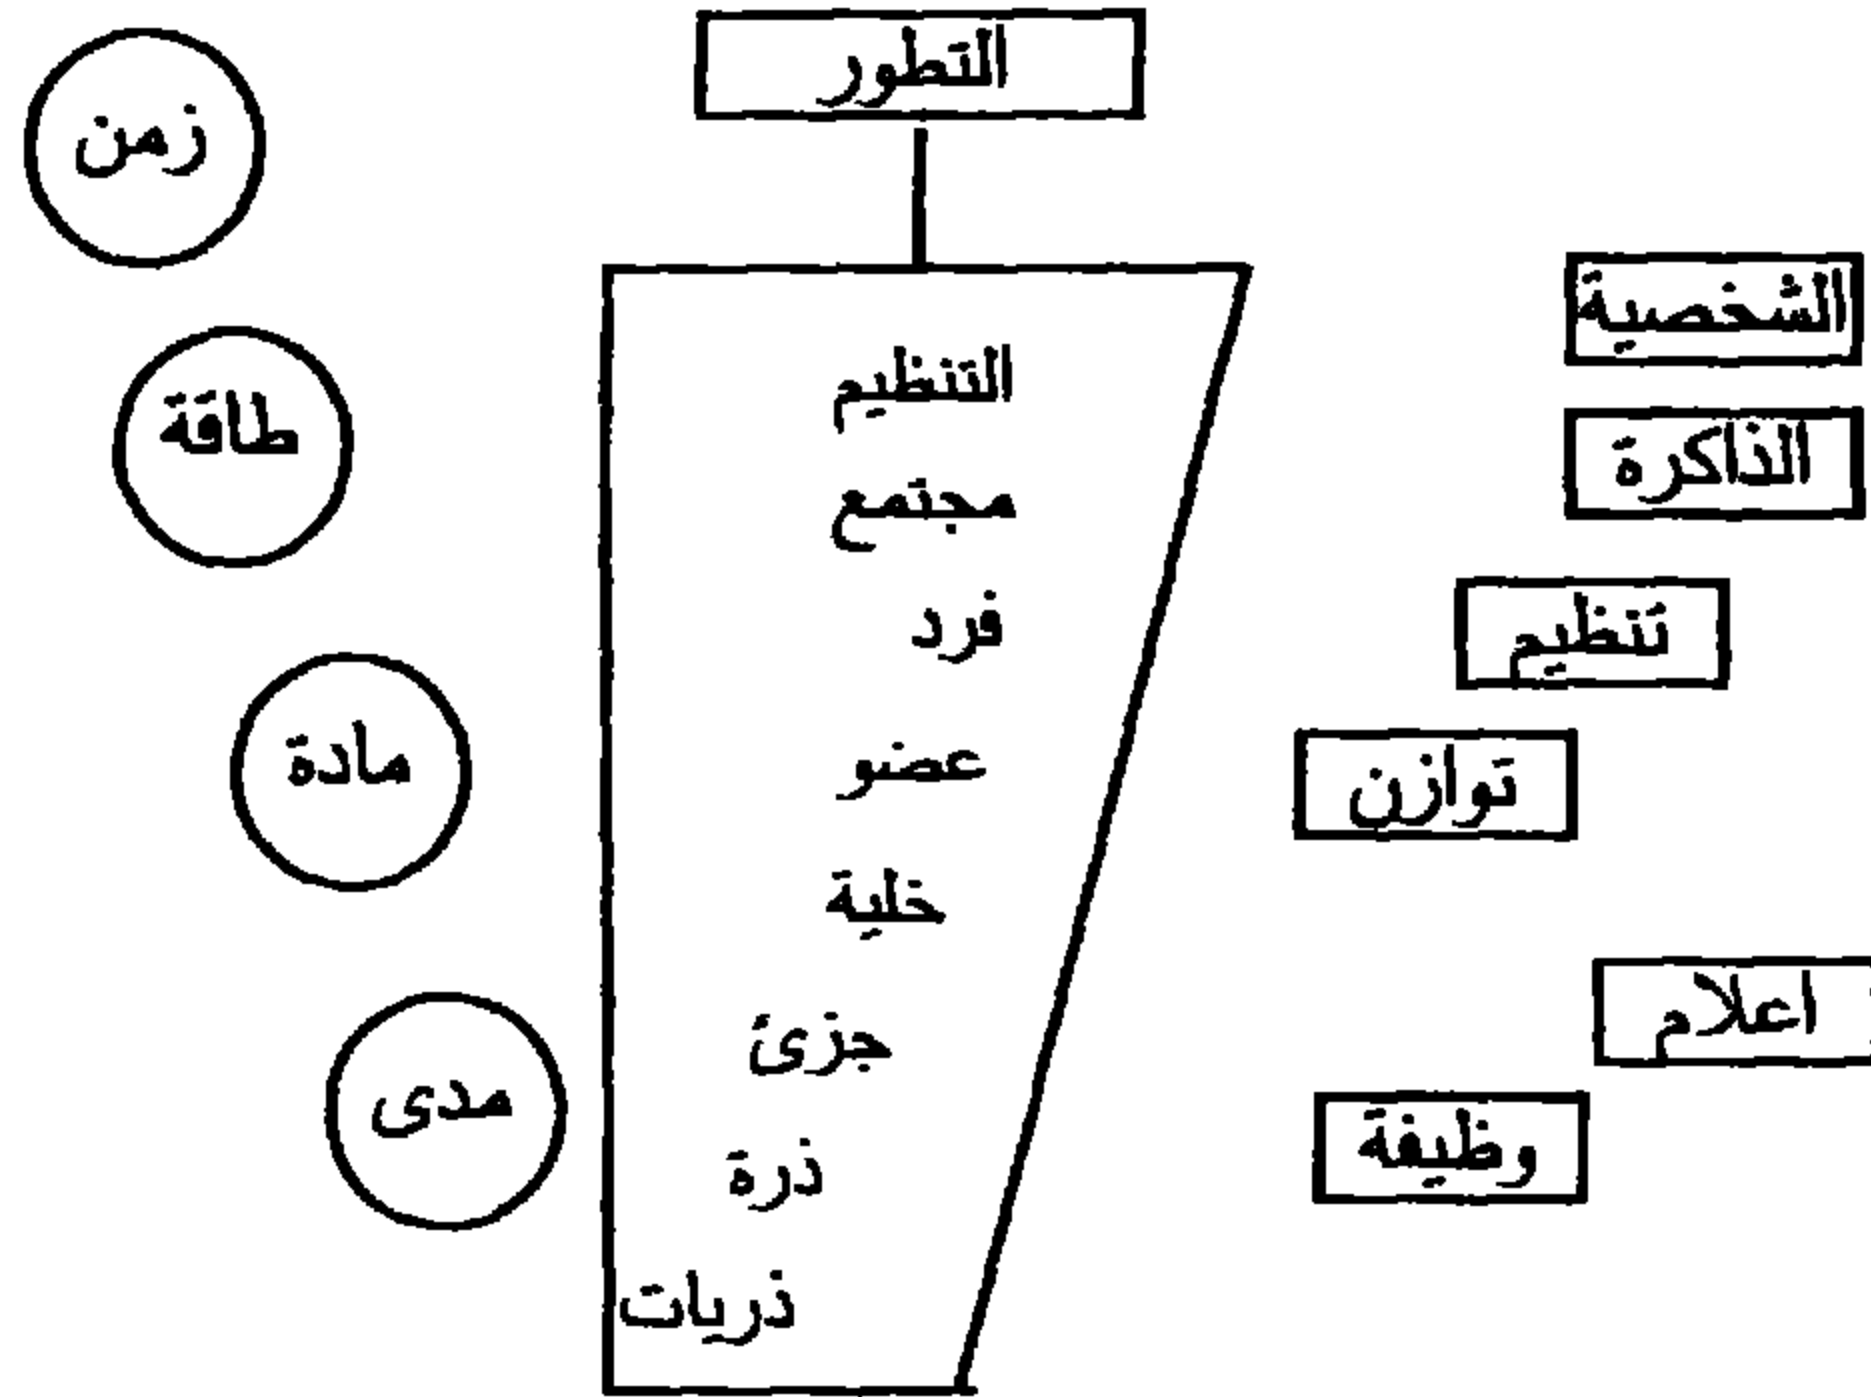 التطور
زمن
طاقة
مادة
مدى
التنظيم
مجتمع
فرد
عضو
خلية
جزئ
ذرة
ذريات
الشخصية
الذاكرة
تنظيم
توازن
اعلام
وظيفة